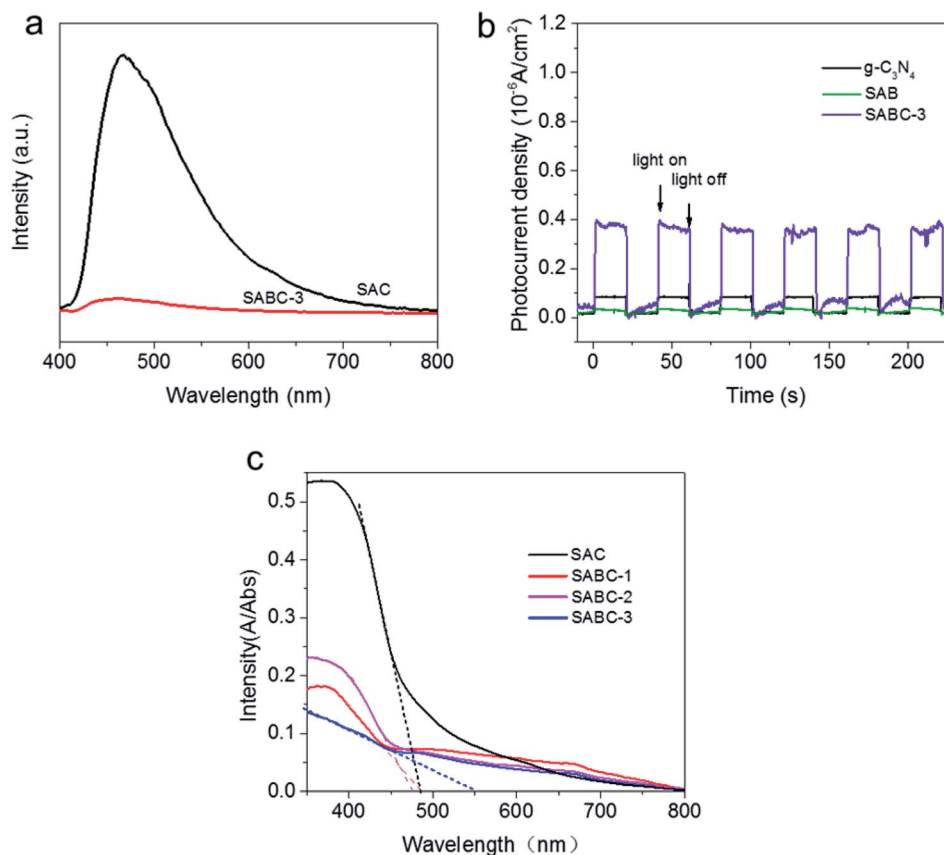 a
Intensity (a.u.)
SABC-3
SAC
400
500
600
700
800
Wavelength (nm)
b
Photocurrent density (10⁻⁶A/cm²)
1.2
1.0
0.8
0.6
0.4
0.2
0.0
g-C₃N₄
SAB
SABC-3
light on
light off
0
50
100
150
200
Time (s)
c
Intensity(A/Abs)
0.5
0.4
0.3
0.2
0.1
0.0
SAC
SABC-1
SABC-2
SABC-3
400
500
600
700
800
Wavelength（nm）